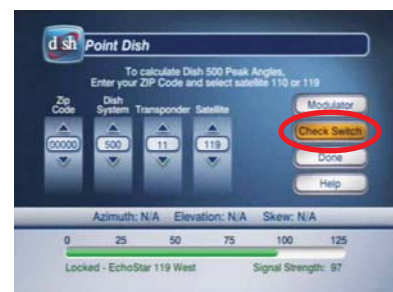 dish Point Dish
To calculate Dish 500 Peak Angles,
Enter your ZIP Code and select satellite 110 or 119
Zip Code Dish System Transponder Satellite
00000 500 11 119
Modulator
Check Switch
Done
Help
Azimuth: N/A Elevation: N/A Skew: N/A
0 25 50 75 100 125
Locked - EchoStar 119 West Signal Strength: 97